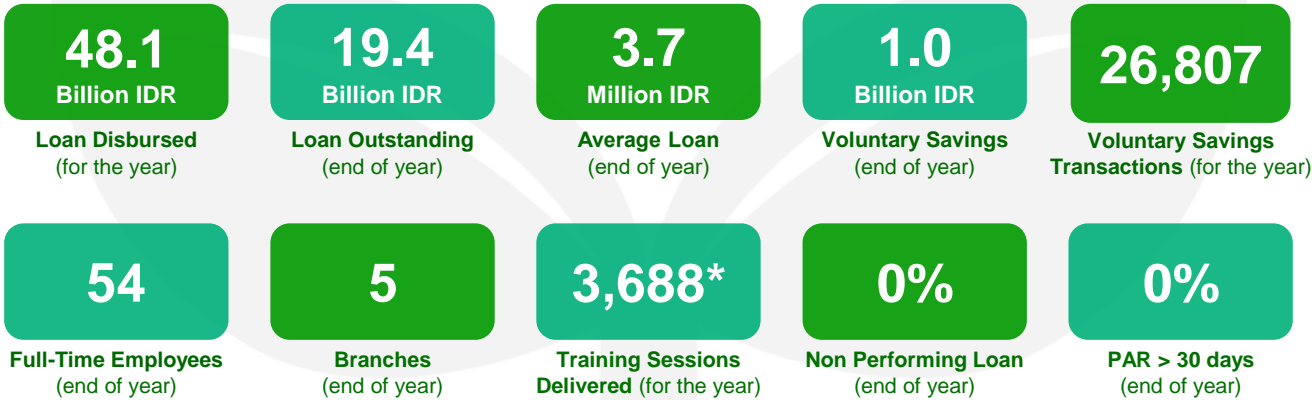 48.1
Billion IDR
Loan Disbursed
(for the year)
19.4
Billion IDR
Loan Outstanding
(end of year)
3.7
Million IDR
Average Loan
(end of year)
1.0
Billion IDR
Voluntary Savings
(end of year)
26,807
Voluntary Savings
Transactions (for the year)
54
Full-Time Employees
(end of year)
5
Branches
(end of year)
3,688*
Training Sessions
Delivered (for the year)
0%
Non Performing Loan
(end of year)
0%
PAR > 30 days
(end of year)